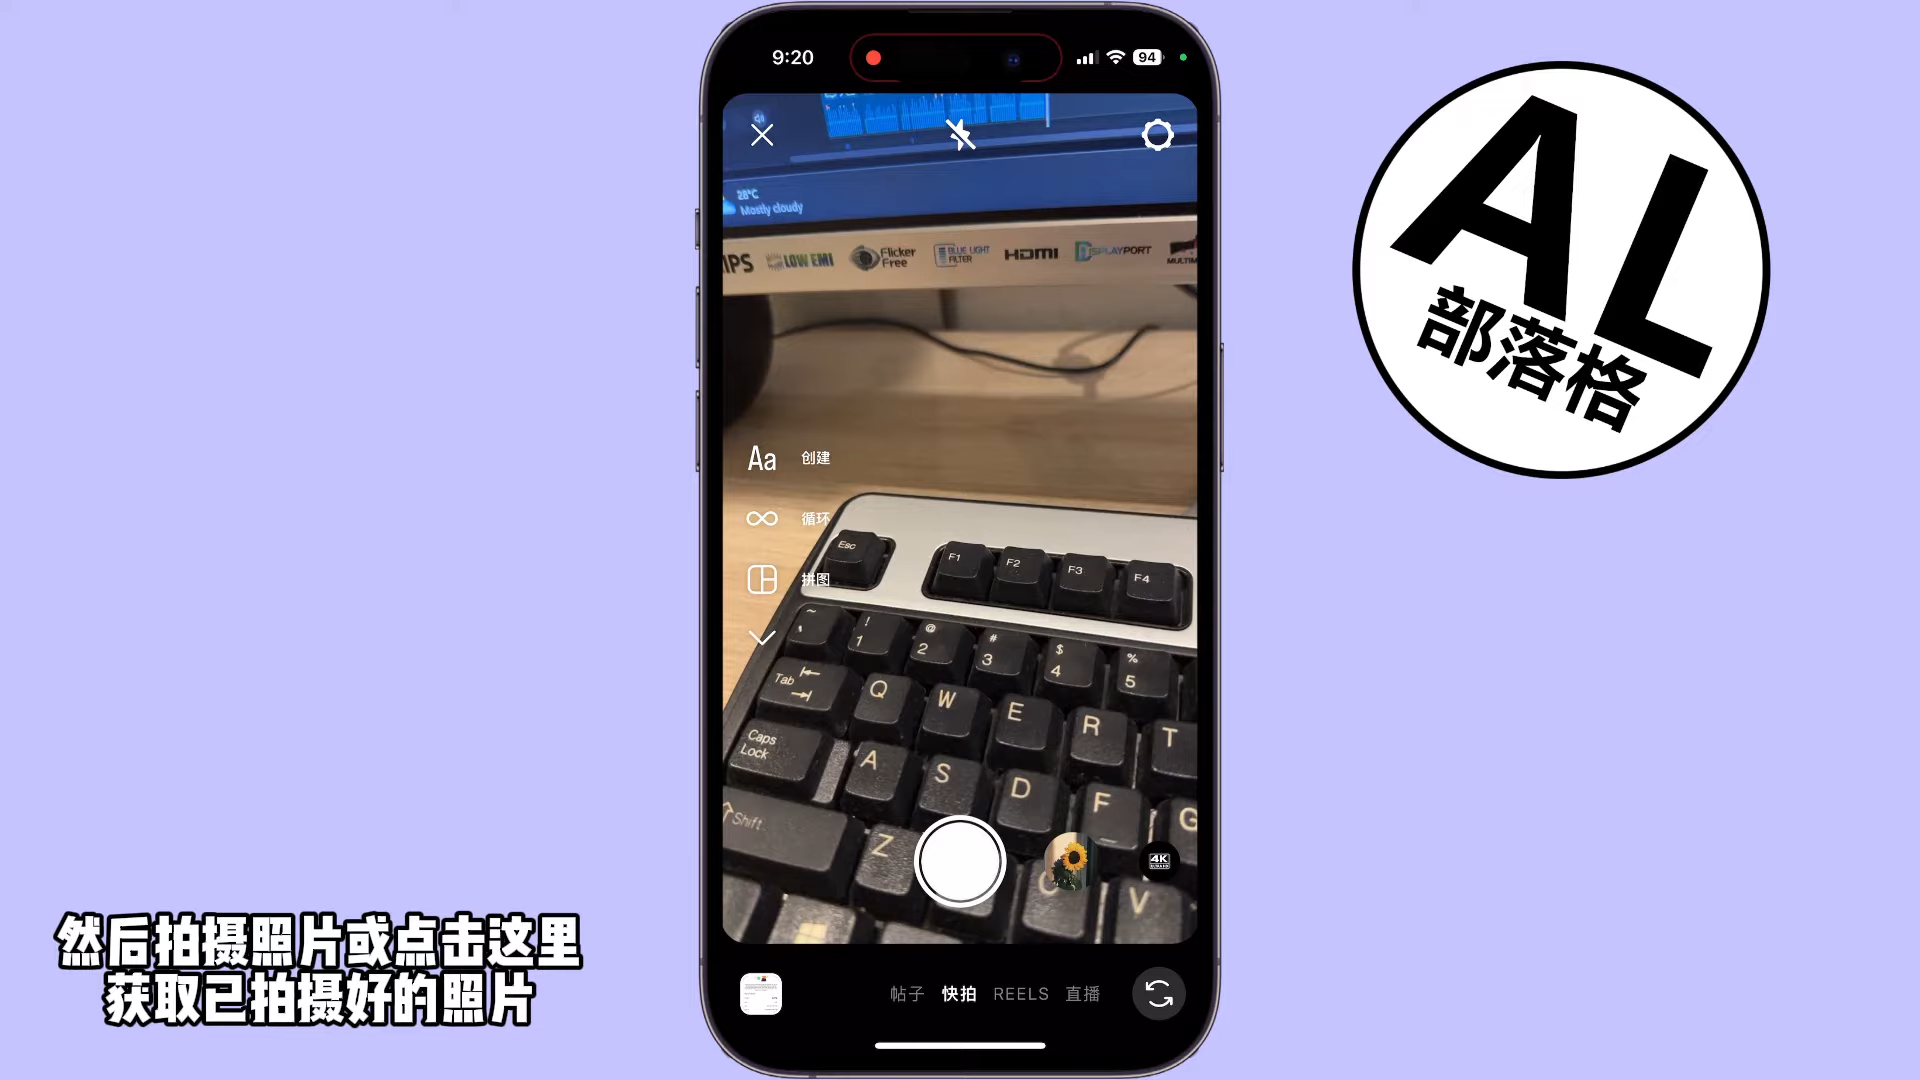 9:20
94
28°C
Mostly cloudy
IPS
LOW EMI
Flicker
Free
BLUE LIGHT
FILTER
HDMI
DISPLAYPORT
Aa
创建
循环
拼图
Esc
F1
F2
F3
F4
~
`
!
1
@
2
#
3
$
4
%
5
Tab
Q
W
E
R
T
Caps
Lock
A
S
D
F
G
Shift
Z
C
V
4K
帖子
快拍
REELS
直播
AL
部落格
然后拍摄照片或点击这里
获取已拍摄好的照片